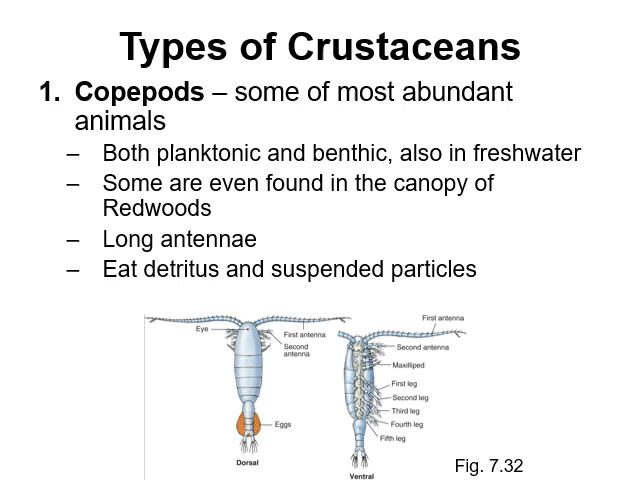 Types of Crustaceans
1. Copepods – some of most abundant
animals
– Both planktonic and benthic, also in freshwater
– Some are even found in the canopy of
Redwoods
– Long antennae
– Eat detritus and suspended particles
Eye
First antenna
Second
antenna
Eggs
Dorsal
First antenna
Second antenna
Maxilliped
First leg
Second leg
Third leg
Fourth leg
Fifth leg
Ventral
Fig. 7.32